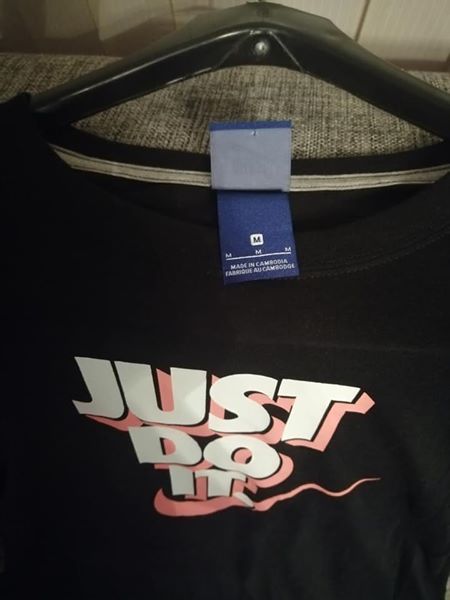 M
M M M
MADE IN CAMBODIA
FABRIQUE AU CAMBODGE
JUST
DO
IT